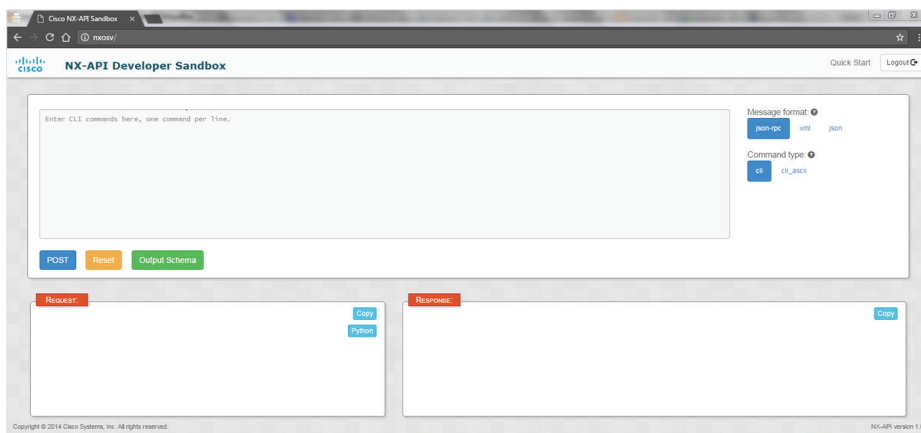 Cisco NX-API Sandbox
nxosv/
CISCO
NX-API Developer Sandbox
Quick Start
Logout
Enter CLI commands here, one command per line.
Message format:
json-rpc xml json
Command type:
cli cli_ascii
POST Reset Output Schema
REQUEST:
Copy
Python
RESPONSE:
Copy
Copyright © 2014 Cisco Systems, Inc. All rights reserved.
NX-API version